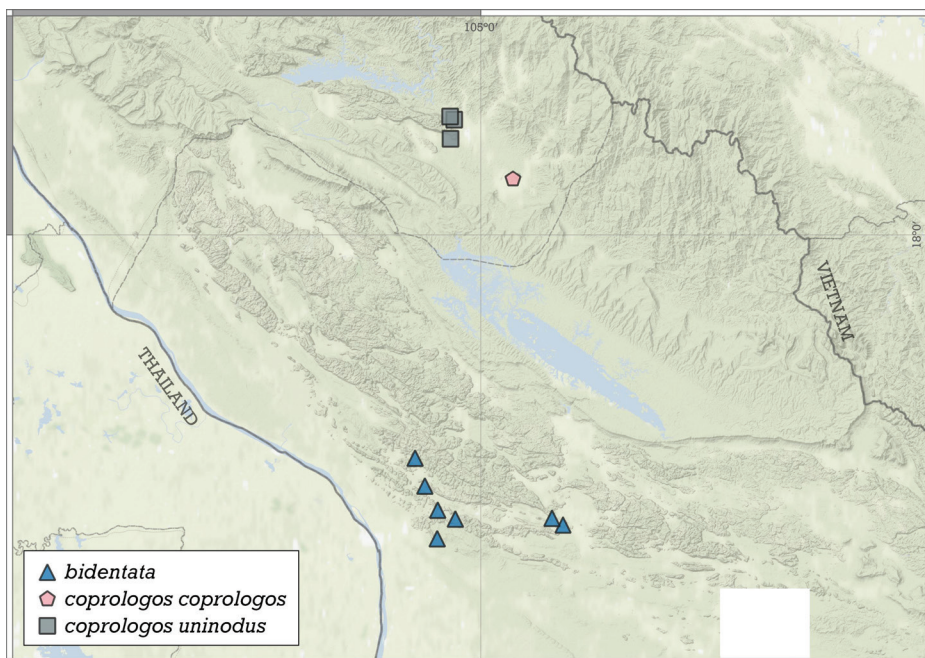 105°0'
18°0'
VIETNAM
THAILAND
bidentata
coprologos coprologos
coprologos uninodus